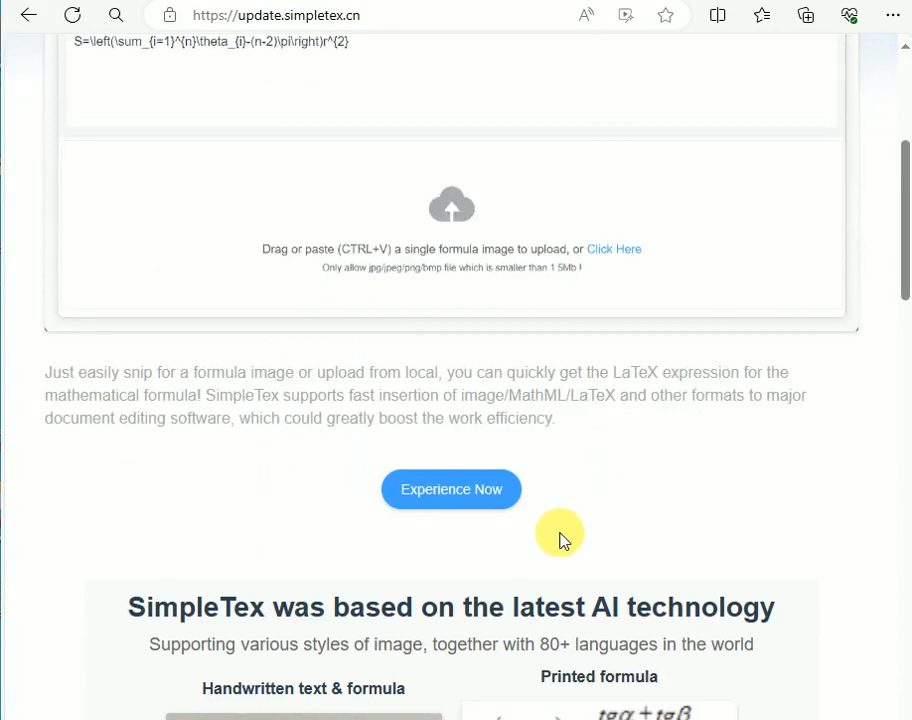 https://update.simpletex.cn
S=\left(\sum_{i=1}^{n}\theta_{i}-(n-2)\pi\right)r^{2}
Drag or paste (CTRL+V) a single formula image to upload, or Click Here
Only allow jpg/jpeg/png/bmp file which is smaller than 1.5Mb !
Just easily snip for a formula image or upload from local, you can quickly get the LaTeX expression for the
mathematical formula! SimpleTex supports fast insertion of image/MathML/LaTeX and other formats to major
document editing software, which could greatly boost the work efficiency.
Experience Now
SimpleTex was based on the latest AI technology
Supporting various styles of image, together with 80+ languages in the world
Handwritten text & formula
Printed formula
tgα+tgβ